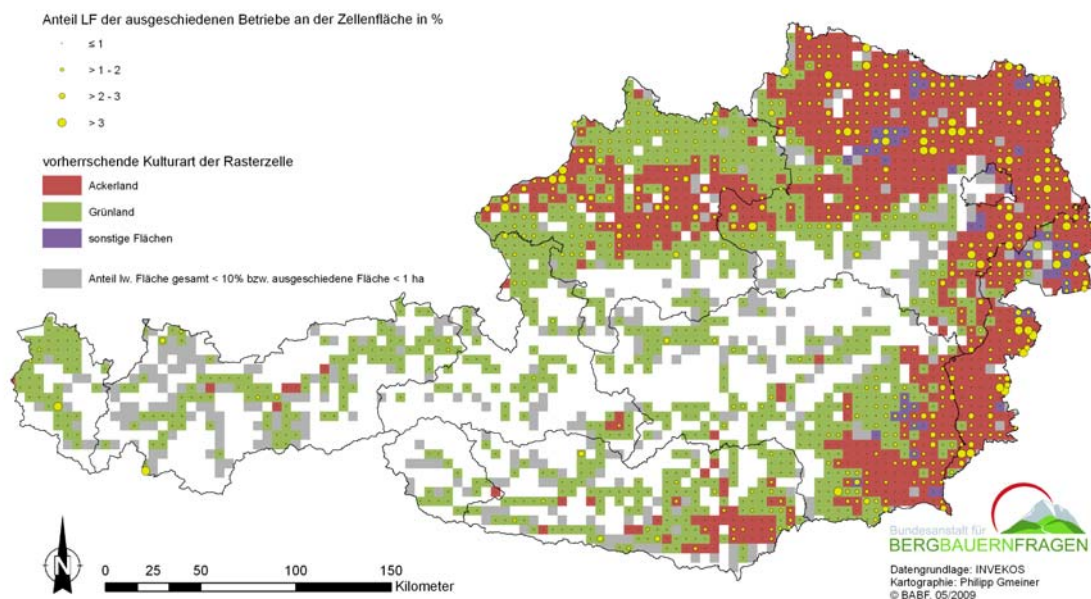 Anteil LF der ausgeschiedenen Betriebe an der Zellenfläche in %
≤ 1
> 1 - 2
> 2 - 3
> 3
vorherrschende Kulturart der Rasterzelle
Ackerland
Grünland
sonstige Flächen
Anteil lw. Fläche gesamt < 10% bzw. ausgeschiedene Fläche < 1 ha
N
0 25 50 100 150
Kilometer
Bundesanstalt für
BERGBAUERNFRAGEN
Datengrundlage: INVEKOS
Kartographie: Philipp Gmeiner
© BABF, 05/2009